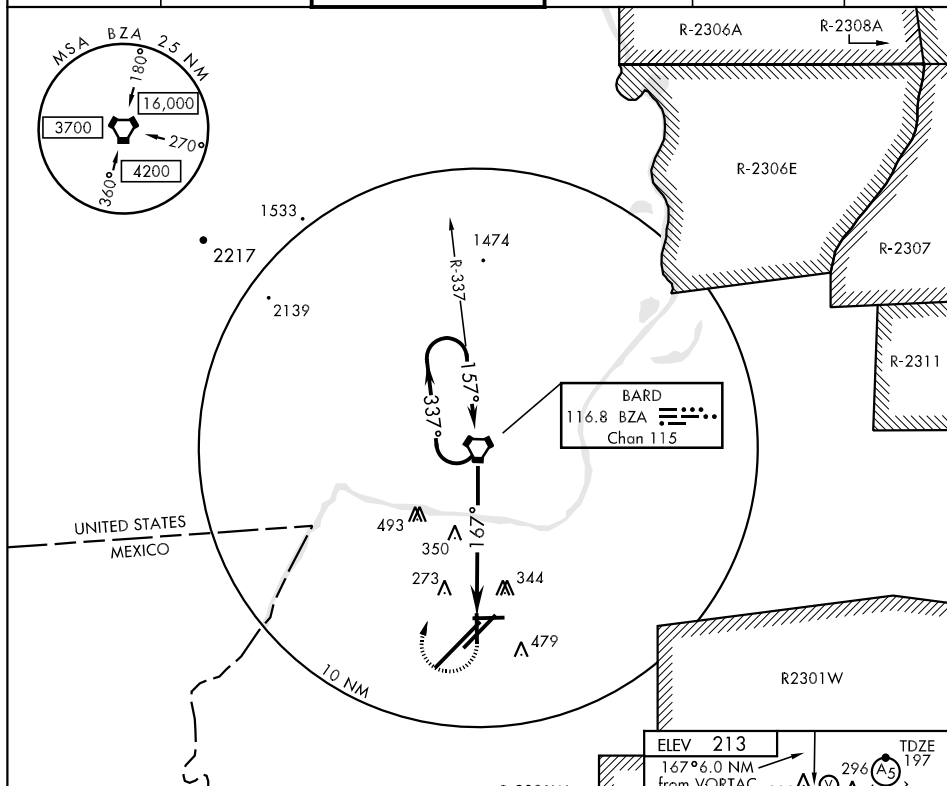 MSA BZA 25 NM
180°
16,000
3700
270°
4200
360°
R-2306A
R-2308A
R-2306E
R-2307
R-2311
1533
2217
2139
1474
R-337
157°
337°
BARD
116.8 BZA
Chan 115
UNITED STATES
MEXICO
493
350
167°
273
344
479
10 NM
R2301W
ELEV 213
TDZE
197
167° 6.0 NM
from VORTAC
296
A5
V